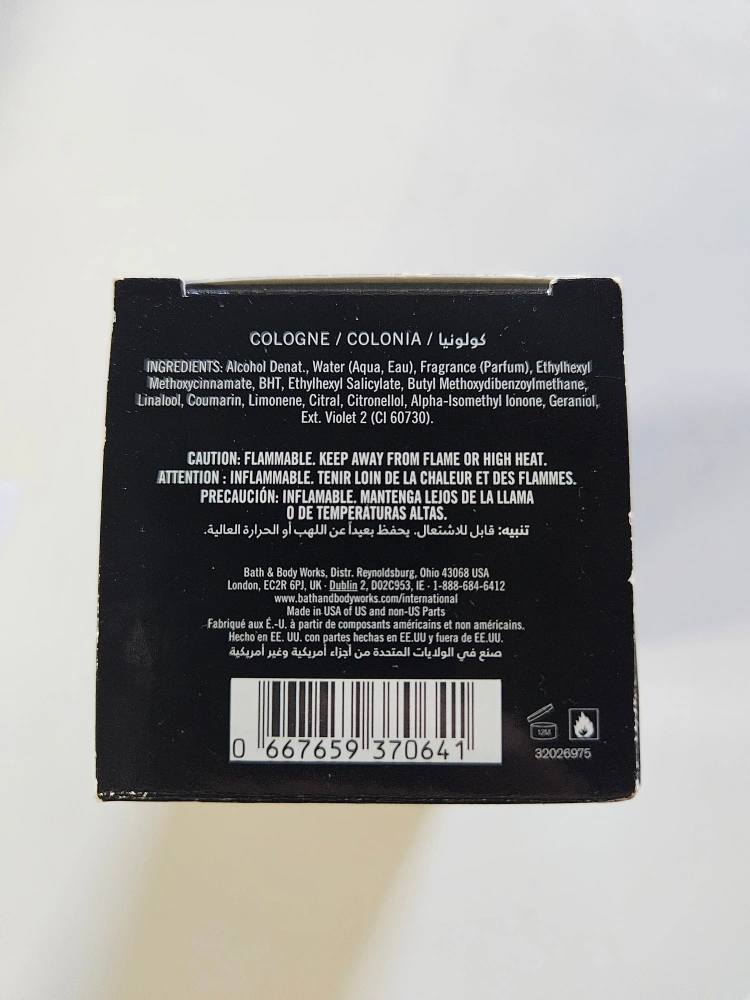 COLOGNE / COLONIA / كولونيا
INGREDIENTS: Alcohol Denat., Water (Aqua, Eau), Fragrance (Parfum), Ethylhexyl
Methoxycinnamate, BHT, Ethylhexyl Salicylate, Butyl Methoxydibenzoylmethane,
Linalool, Coumarin, Limonene, Citral, Citronellol, Alpha-Isomethyl Ionone, Geraniol,
Ext. Violet 2 (CI 60730).
CAUTION: FLAMMABLE. KEEP AWAY FROM FLAME OR HIGH HEAT.
ATTENTION : INFLAMMABLE. TENIR LOIN DE LA CHALEUR ET DES FLAMMES.
PRECAUCIÓN: INFLAMABLE. MANTENGA LEJOS DE LA LLAMA
O DE TEMPERATURAS ALTAS.
تنبيه: قابل للاشتعال. يحفظ بعيداً عن اللهب أو الحرارة العالية.
Bath & Body Works, Distr. Reynoldsburg, Ohio 43068 USA
London, EC2R 6PJ, UK · Dublin 2, D02C953, IE · 1-888-684-6412
www.bathandbodyworks.com/international
Made in USA of US and non-US Parts
Fabriqué aux É.-U. à partir de composants américains et non américains.
Hecho en EE. UU. con partes hechas en EE.UU y fuera de EE.UU.
صنع في الولايات المتحدة من أجزاء أمريكية وغير أمريكية
0 667659 370641
12M
32026975